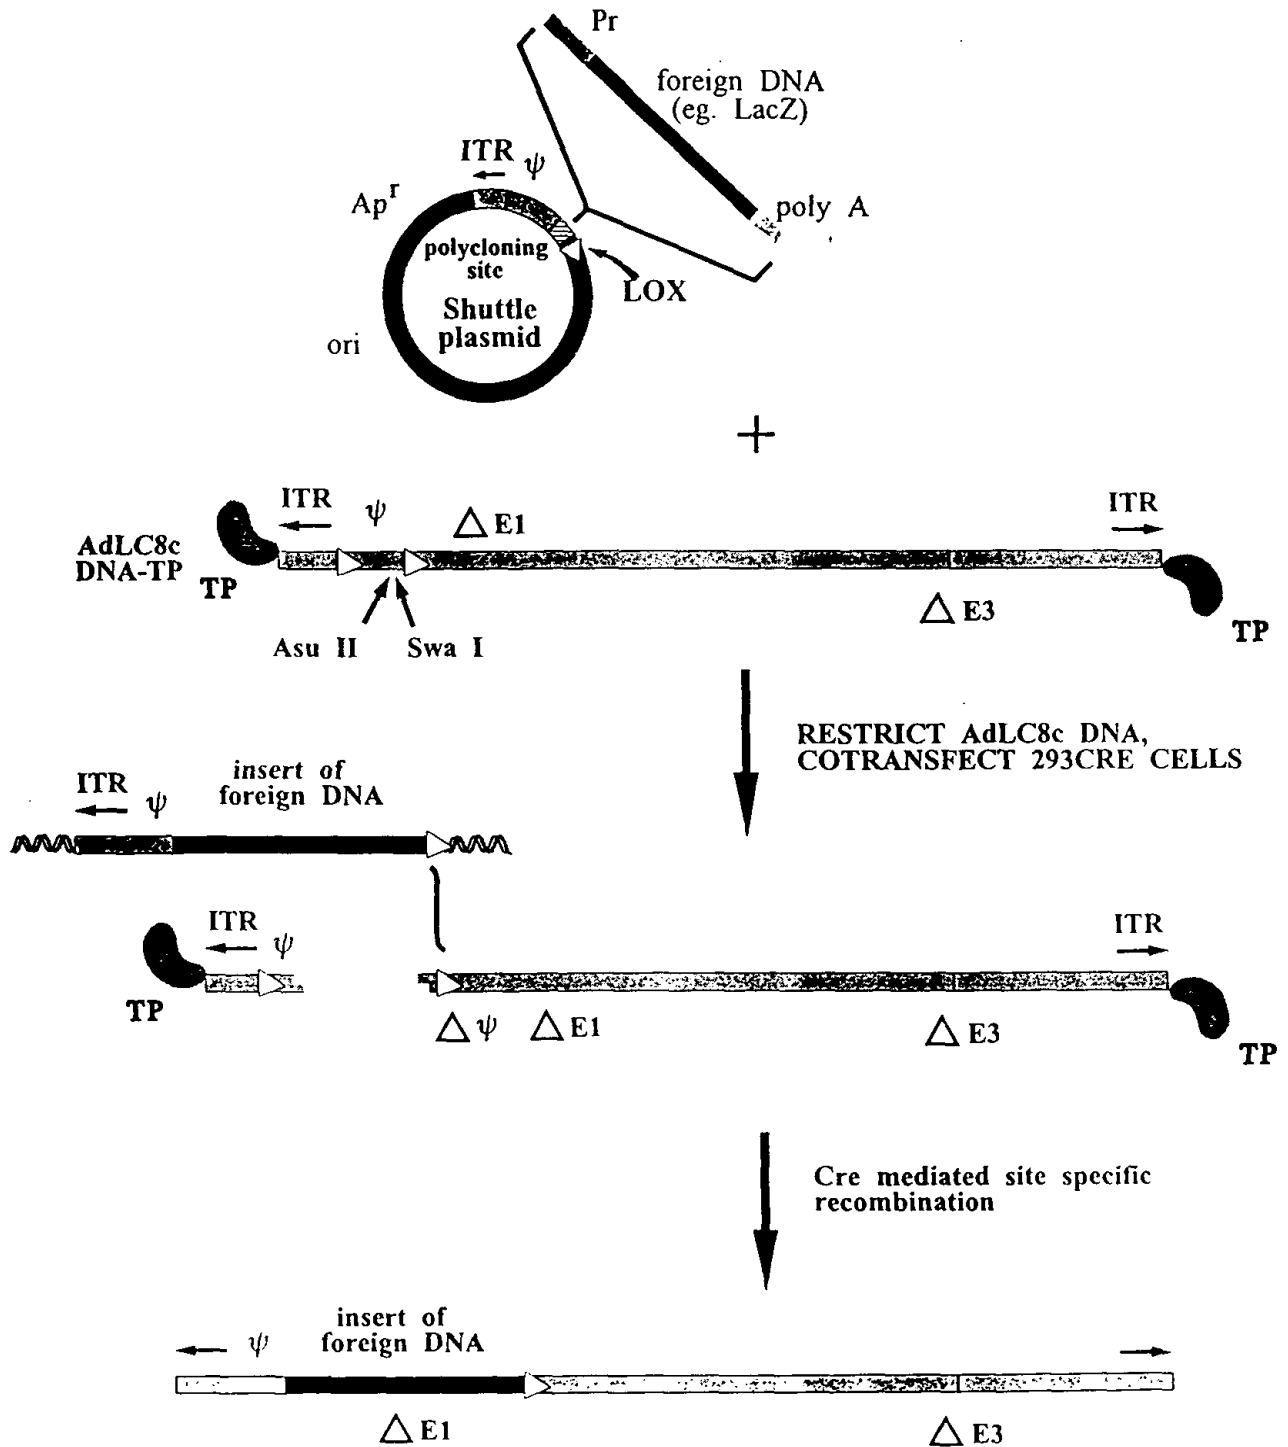 Pr
foreign DNA
(eg. LacZ)
ITR ψ
Apʳ
poly A
polycloning
site
LOX
Shuttle
plasmid
ori
+
ITR ψ △ E1 ITR
AdLC8c
DNA-TP
TP
△ E3
TP
Asu II Swa I
RESTRICT AdLC8c DNA,
COTRANSFECT 293CRE CELLS
insert of
foreign DNA
ITR ψ
ITR ψ
ITR
TP
△ ψ △ E1 △ E3
TP
Cre mediated site specific
recombination
insert of
foreign DNA
ψ
△ E1 △ E3